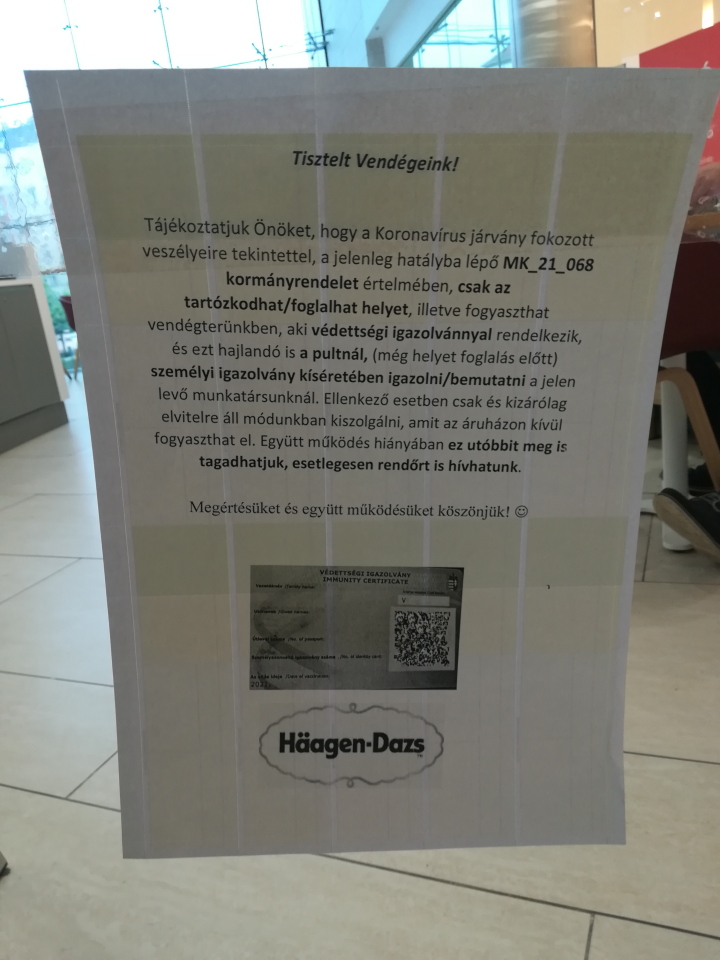 Tisztelt Vendégeink!
Tájékoztatjuk Önöket, hogy a Koronavírus járvány fokozott
veszélyeire tekintettel, a jelenleg hatályba lépő MK_21_068
kormányrendelet értelmében, csak az
tartózkodhat/foglalhat helyet, illetve fogyaszthat
vendégterünkben, aki védettségi igazolvánnyal rendelkezik,
és ezt hajlandó is a pultnál, (még helyet foglalás előtt)
személyi igazolvány kíséretében igazolni/bemutatni a jelen
levő munkatársunknál. Ellenkező esetben csak és kizárólag
elvitelre áll módunkban kiszolgálni, amit az áruházon kívül
fogyaszthat el. Együtt működés hiányában ez utóbbit meg is
tagadhatjuk, esetlegesen rendőrt is hívhatunk.
Megértésüket és együtt működésüket köszönjük! ☺
VÉDETTSÉGI IGAZOLVÁNY
IMMUNITY CERTIFICATE
Häagen-Dazs